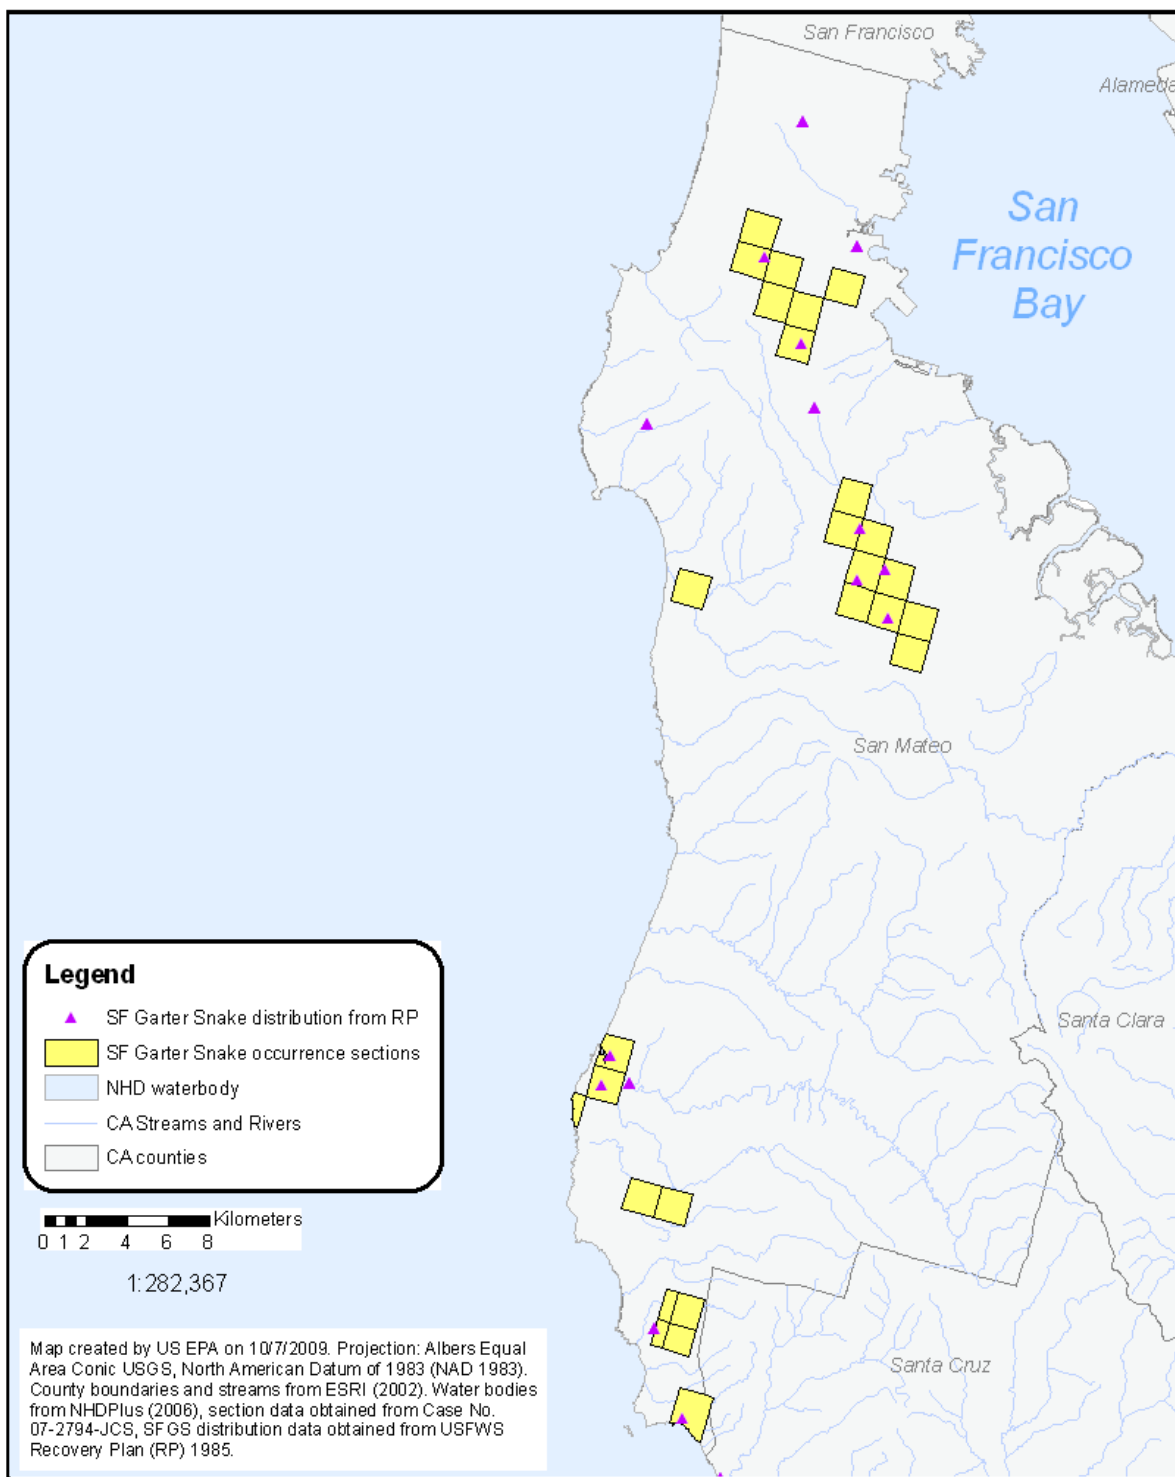 San Francisco
Alameda
San
Francisco
Bay
San Mateo
Santa Clara
Legend
SF Garter Snake distribution from RP
SF Garter Snake occurrence sections
NHD waterbody
CA Streams and Rivers
CA counties
Kilometers
0 1 2 4 6 8
1:282,367
Santa Cruz
Map created by US EPA on 10/7/2009. Projection: Albers Equal
Area Conic USGS, North American Datum of 1983 (NAD 1983).
County boundaries and streams from ESRI (2002). Water bodies
from NHDPlus (2006), section data obtained from Case No.
07-2794-JCS, SFGS distribution data obtained from USFWS
Recovery Plan (RP) 1985.